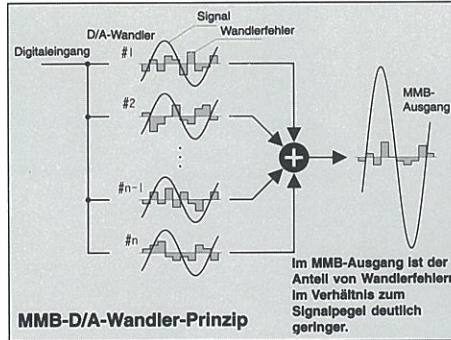 Signal
D/A-Wandler
Wandlerfehler
Digitaleingang
#1
#2
#n-1
#n
MMB-
Ausgang
Im MMB-Ausgang ist der
Anteil von Wandlerfehlern
im Verhältnis zum
Signalpegel deutlich
geringer.
MMB-D/A-Wandler-Prinzip